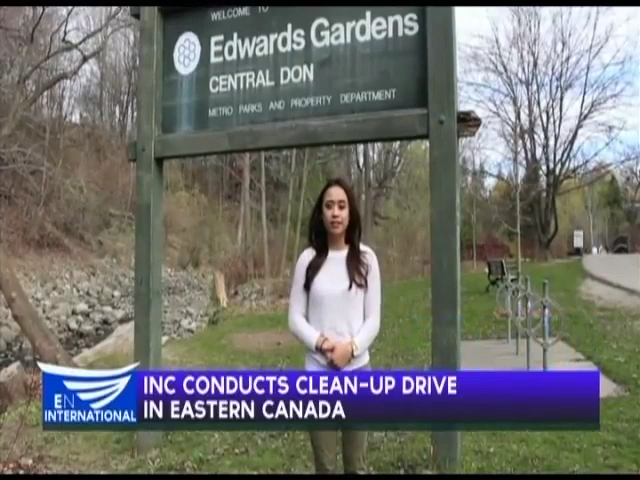 WELCOME TO
Edwards Gardens
CENTRAL DON
METRO PARKS AND PROPERTY DEPARTMENT
EN
INTERNATIONAL
INC CONDUCTS CLEAN-UP DRIVE
IN EASTERN CANADA